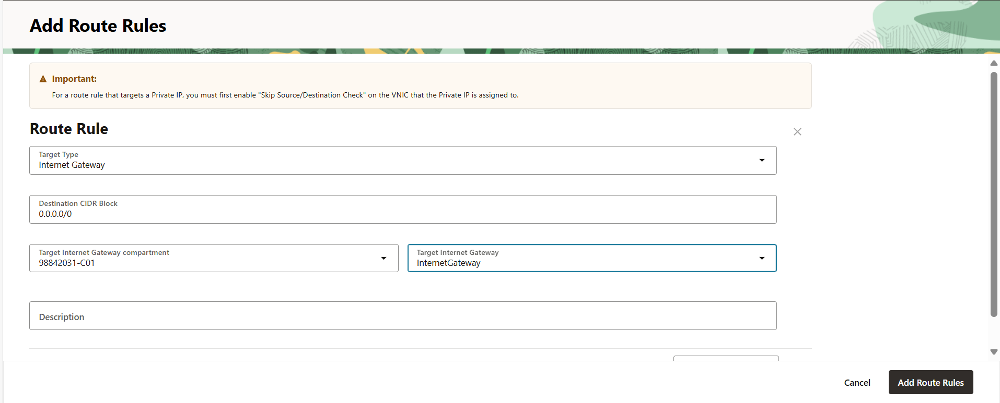 Add Route Rules
Important:
For a route rule that targets a Private IP, you must first enable "Skip Source/Destination Check" on the VNIC that the Private IP is assigned to.
Route Rule
Target Type
Internet Gateway
Destination CIDR Block
0.0.0.0/0
Target Internet Gateway compartment
98842031-C01
Target Internet Gateway
InternetGateway
Description
Cancel
Add Route Rules